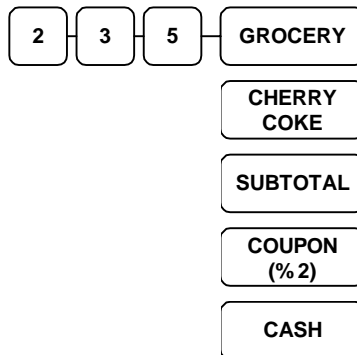 2 3 5 GROCERY
CHERRY
COKE
SUBTOTAL
COUPON
(%2)
CASH